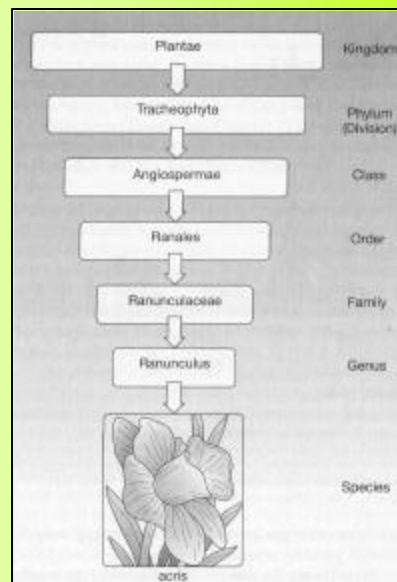 Plantae Kingdom
Tracheophyta Phylum
(Division)
Angiospermae Class
Ranales Order
Ranunculaceae Family
Ranunculus Genus
Species
acris